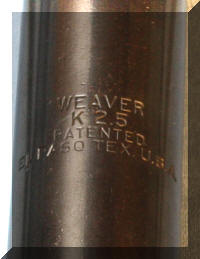 WEAVER
K 2.5
PATENTED
EL PASO TEX. U.S.A.